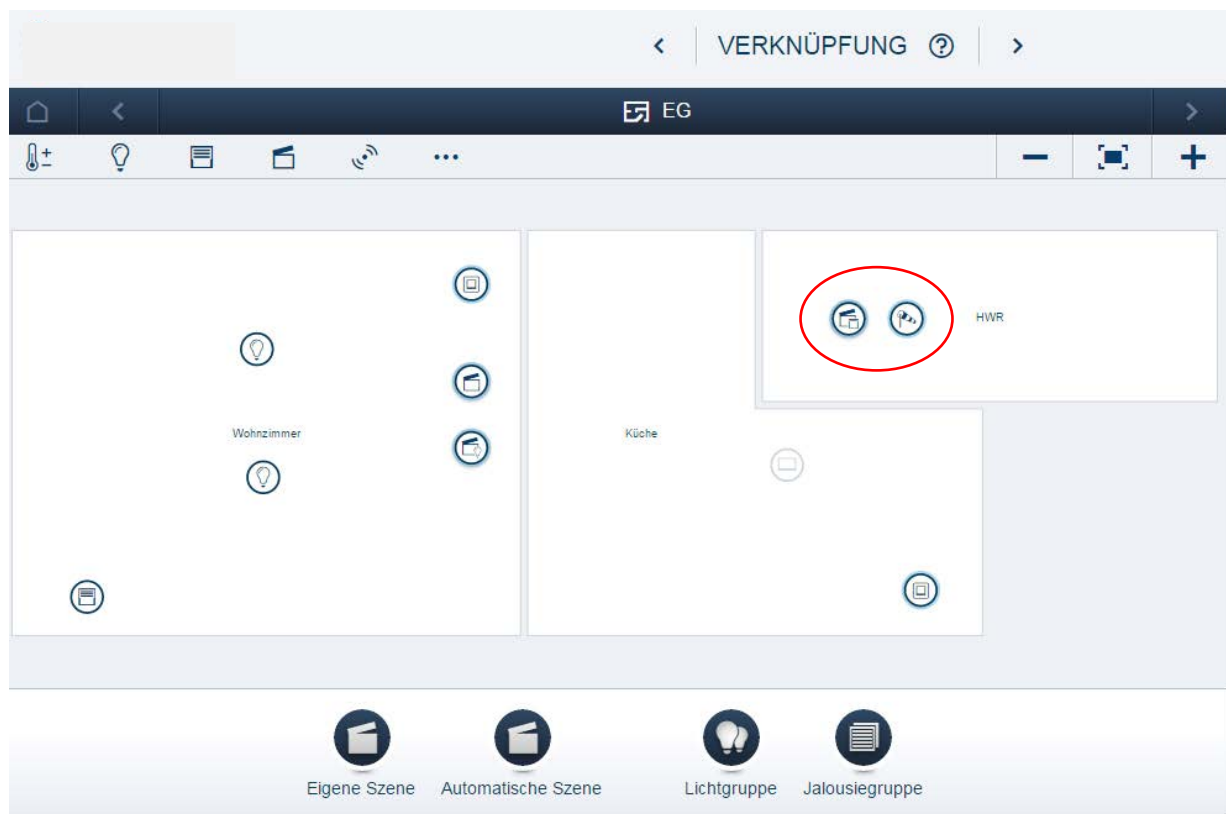 VERKNÜPFUNG ?
EG
HWR
Wohnzimmer
Küche
Eigene Szene
Automatische Szene
Lichtgruppe
Jalousiegruppe